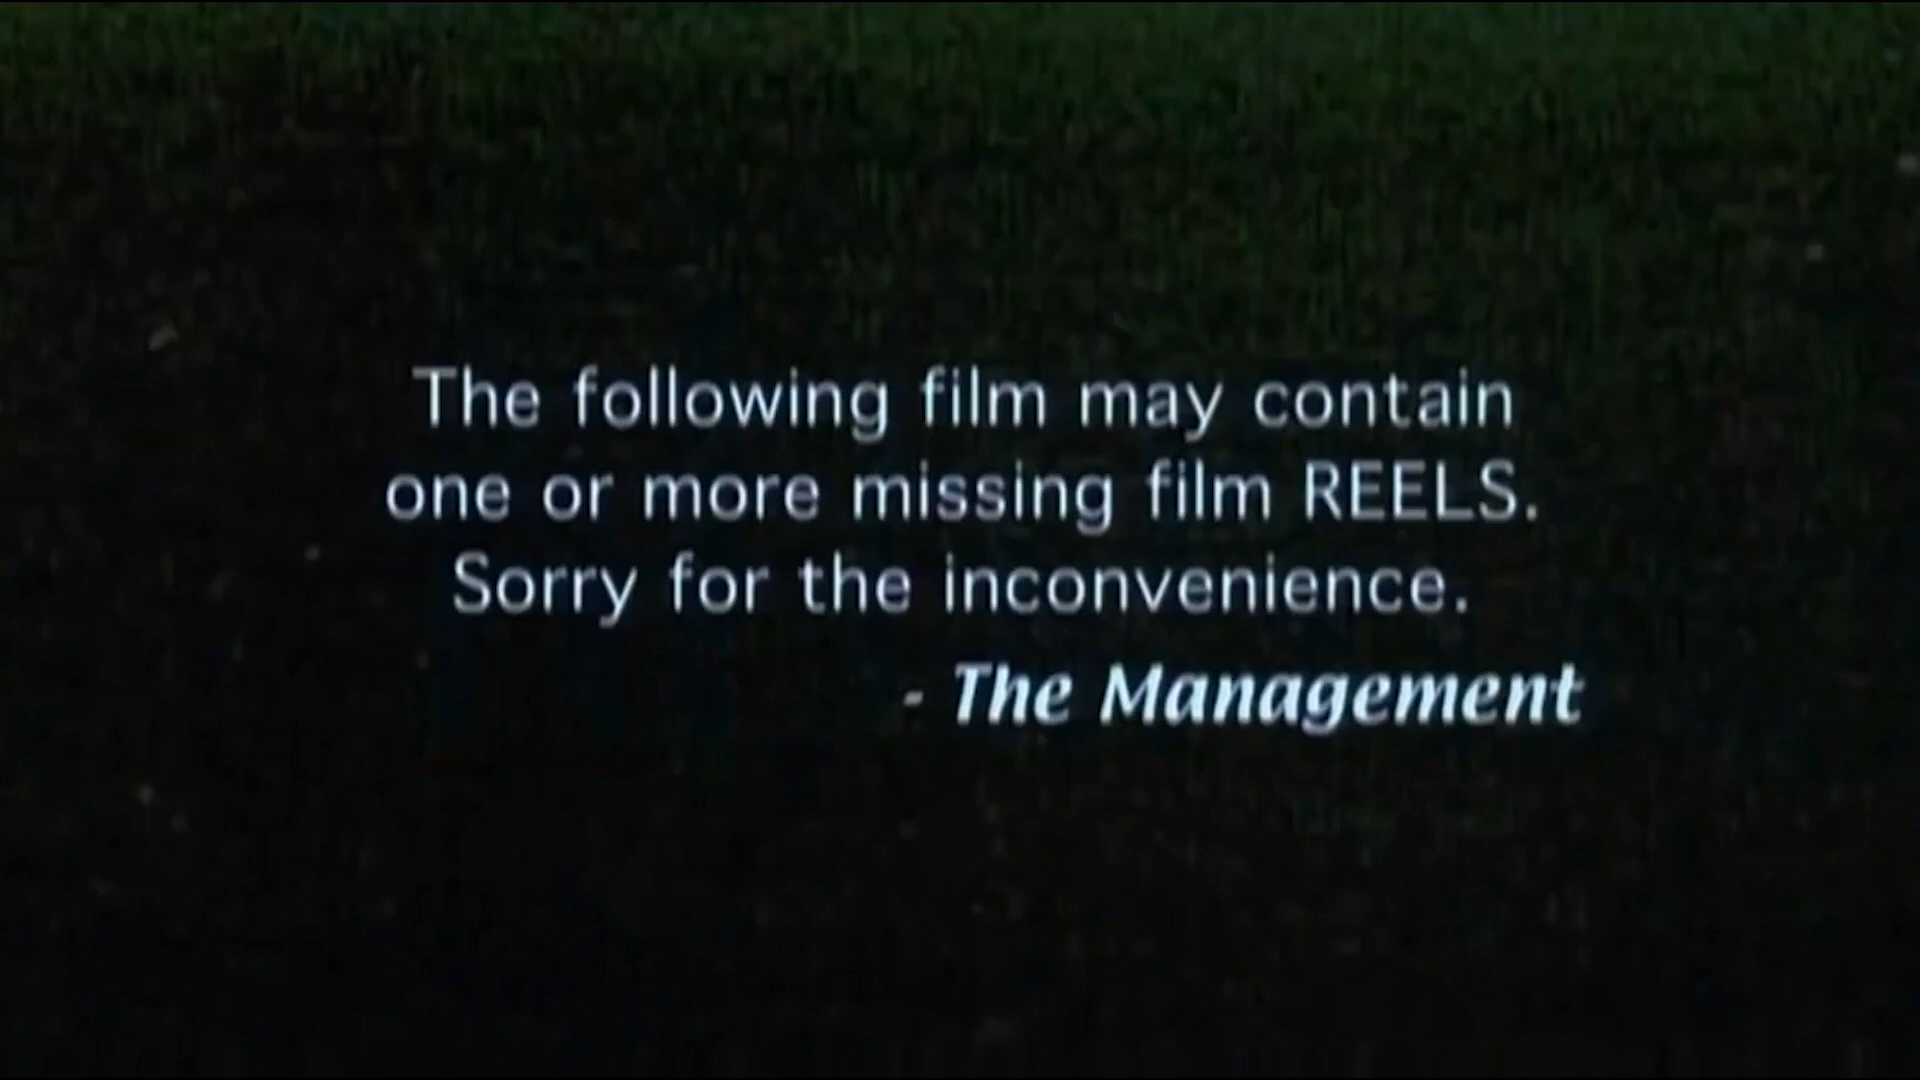 The following film may contain
one or more missing film REELS.
Sorry for the inconvenience.
- The Management